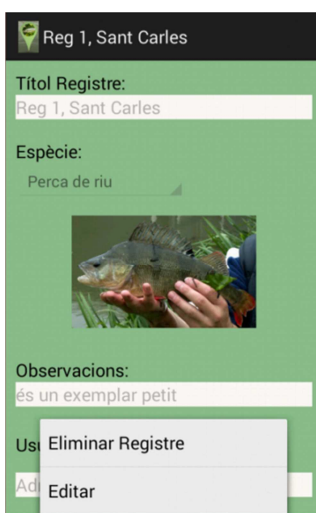 Reg 1, Sant Carles
Títol Registre:
Reg 1, Sant Carles
Espècie:
Perca de riu
Observacions:
és un exemplar petit
Eliminar Registre
Editar